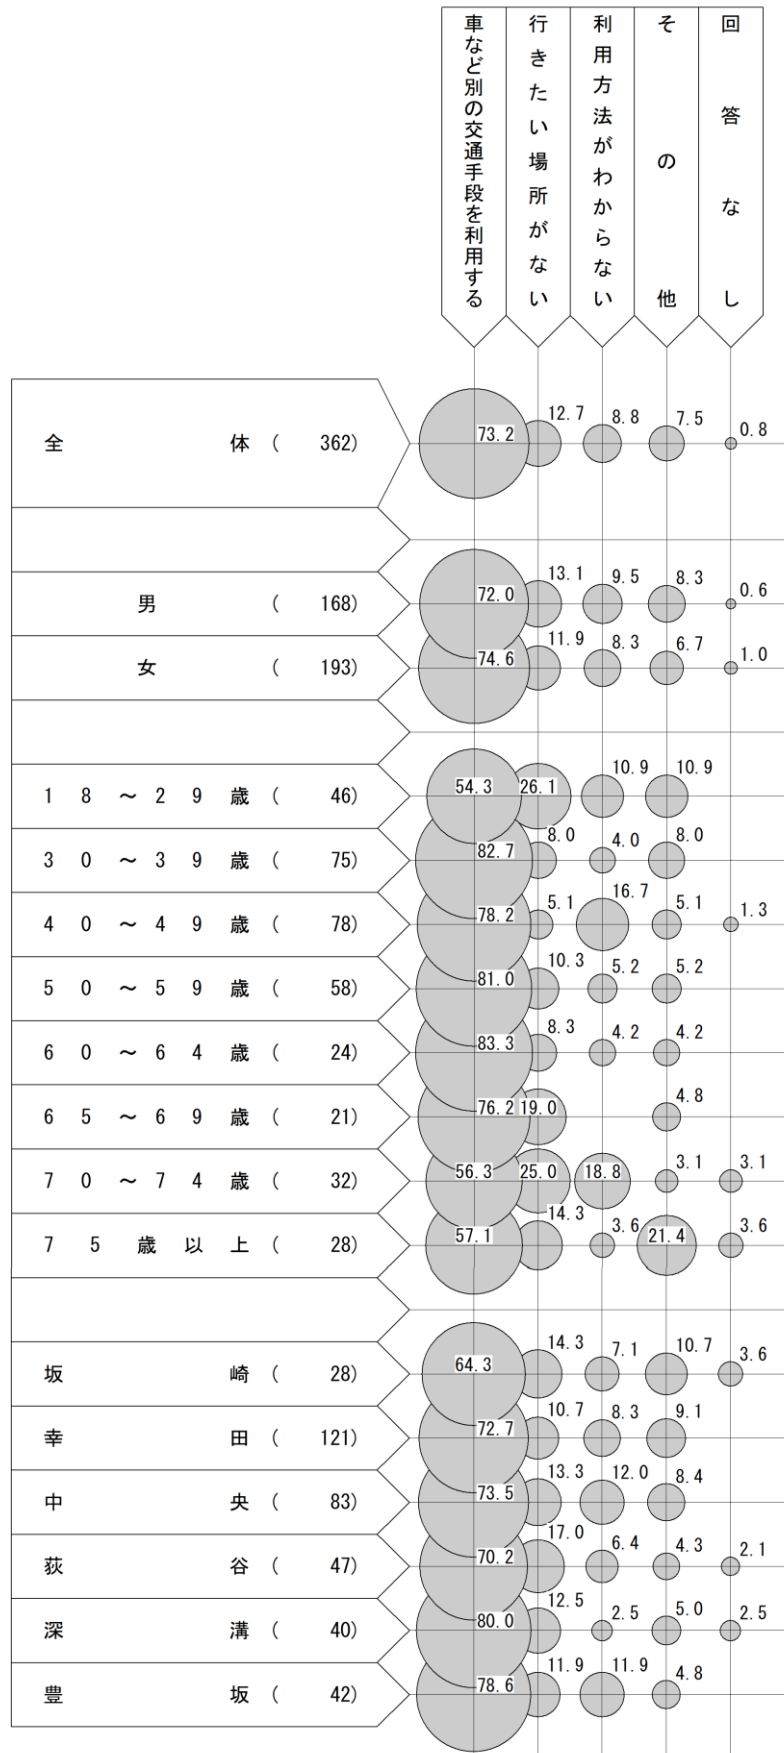 車など別の交通手段を利用する
行きたい場所がない
利用方法がわからない
その他
回答なし
全体(362) 73.2 12.7 8.8 7.5 0.8
男(168) 72.0 13.1 9.5 8.3 0.6
女(193) 74.6 11.9 8.3 6.7 1.0
18～29歳(46) 54.3 26.1 10.9 10.9
30～39歳(75) 82.7 8.0 4.0 8.0
40～49歳(78) 78.2 5.1 16.7 5.1 1.3
50～59歳(58) 81.0 10.3 5.2 5.2
60～64歳(24) 83.3 8.3 4.2 4.2
65～69歳(21) 76.2 19.0 4.8
70～74歳(32) 56.3 25.0 18.8 3.1 3.1
75歳以上(28) 57.1 14.3 3.6 21.4 3.6
坂崎(28) 64.3 14.3 7.1 10.7 3.6
幸田(121) 72.7 10.7 8.3 9.1
中央(83) 73.5 13.3 12.0 8.4
荻谷(47) 70.2 17.0 6.4 4.3 2.1
深溝(40) 80.0 12.5 2.5 5.0 2.5
豊坂(42) 78.6 11.9 11.9 4.8